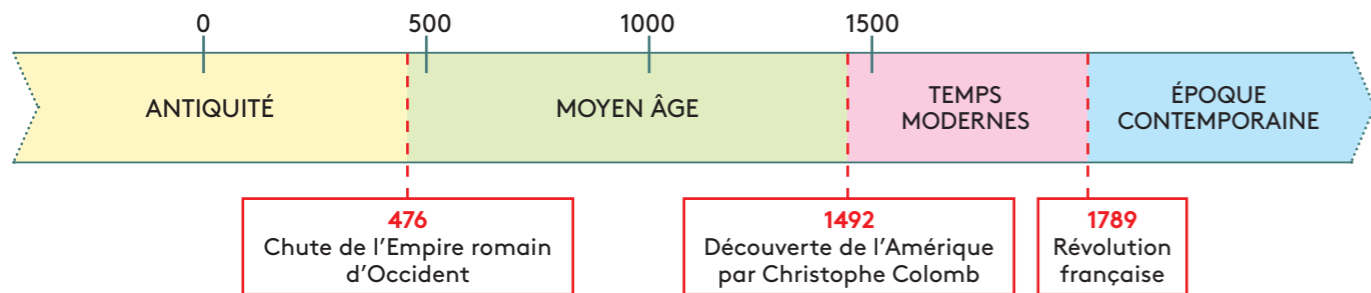 0
500
1000
1500
ANTIQUITÉ
MOYEN ÂGE
TEMPS
MODERNES
ÉPOQUE
CONTEMPORAINE
476
Chute de l'Empire romain
d'Occident
1492
Découverte de l'Amérique
par Christophe Colomb
1789
Révolution
française